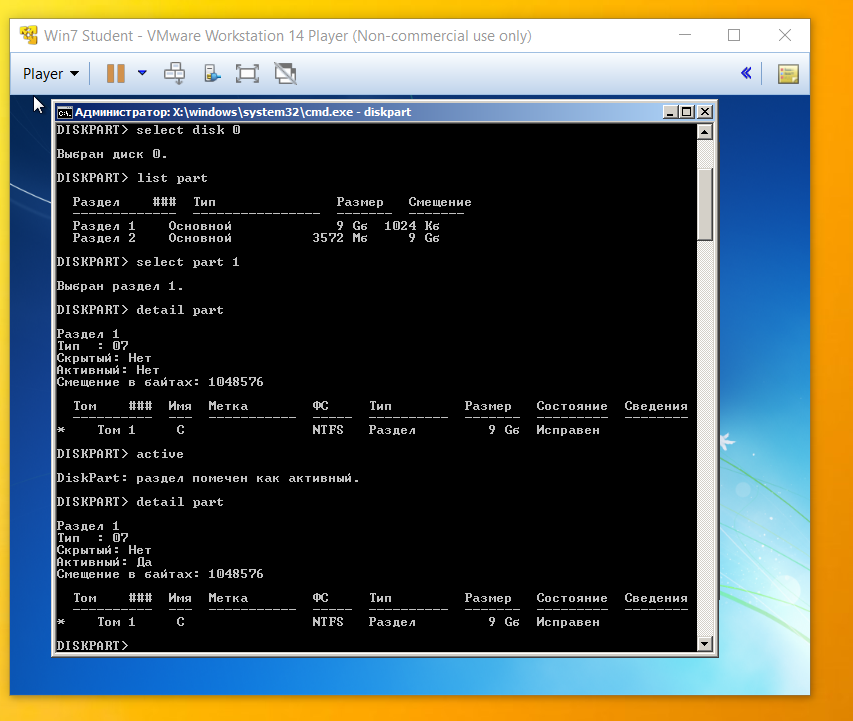 Win7 Student - VMware Workstation 14 Player (Non-commercial use only)
Player
Администратор: X:\windows\system32\cmd.exe - diskpart
DISKPART> select disk 0
Выбран диск 0.
DISKPART> list part
Раздел ### Тип Размер Смещение
------------- ---------------- ------- -------
Раздел 1 Основной 9 Gб 1024 Kб
Раздел 2 Основной 3572 Mб 9 Gб
DISKPART> select part 1
Выбран раздел 1.
DISKPART> detail part
Раздел 1
Тип : 07
Скрытый: Нет
Активный: Нет
Смещение в байтах: 1048576
Том ### Имя Метка ФС Тип Размер Состояние Сведения
---------- --- ----------- ----- ---------- ------- --------- --------
* Том 1 C NTFS Раздел 9 Gб Исправен
DISKPART> active
DiskPart: раздел помечен как активный.
DISKPART> detail part
Раздел 1
Тип : 07
Скрытый: Нет
Активный: Да
Смещение в байтах: 1048576
Том ### Имя Метка ФС Тип Размер Состояние Сведения
---------- --- ----------- ----- ---------- ------- --------- --------
* Том 1 C NTFS Раздел 9 Gб Исправен
DISKPART>